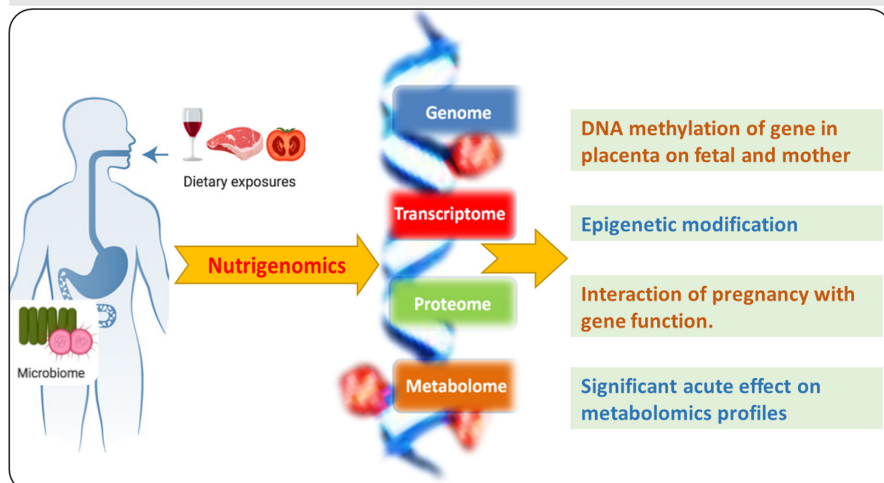 Dietary exposures
Nutrigenomics
Microbiome
Genome
Transcriptome
Proteome
Metabolome
DNA methylation of gene in
placenta on fetal and mother
Epigenetic modification
Interaction of pregnancy with
gene function.
Significant acute effect on
metabolomics profiles